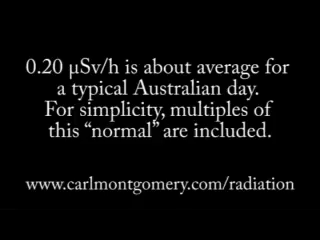 0.20 µSv/h is about average for
a typical Australian day.
For simplicity, multiples of
this “normal” are included.
www.carlmontgomery.com/radiation